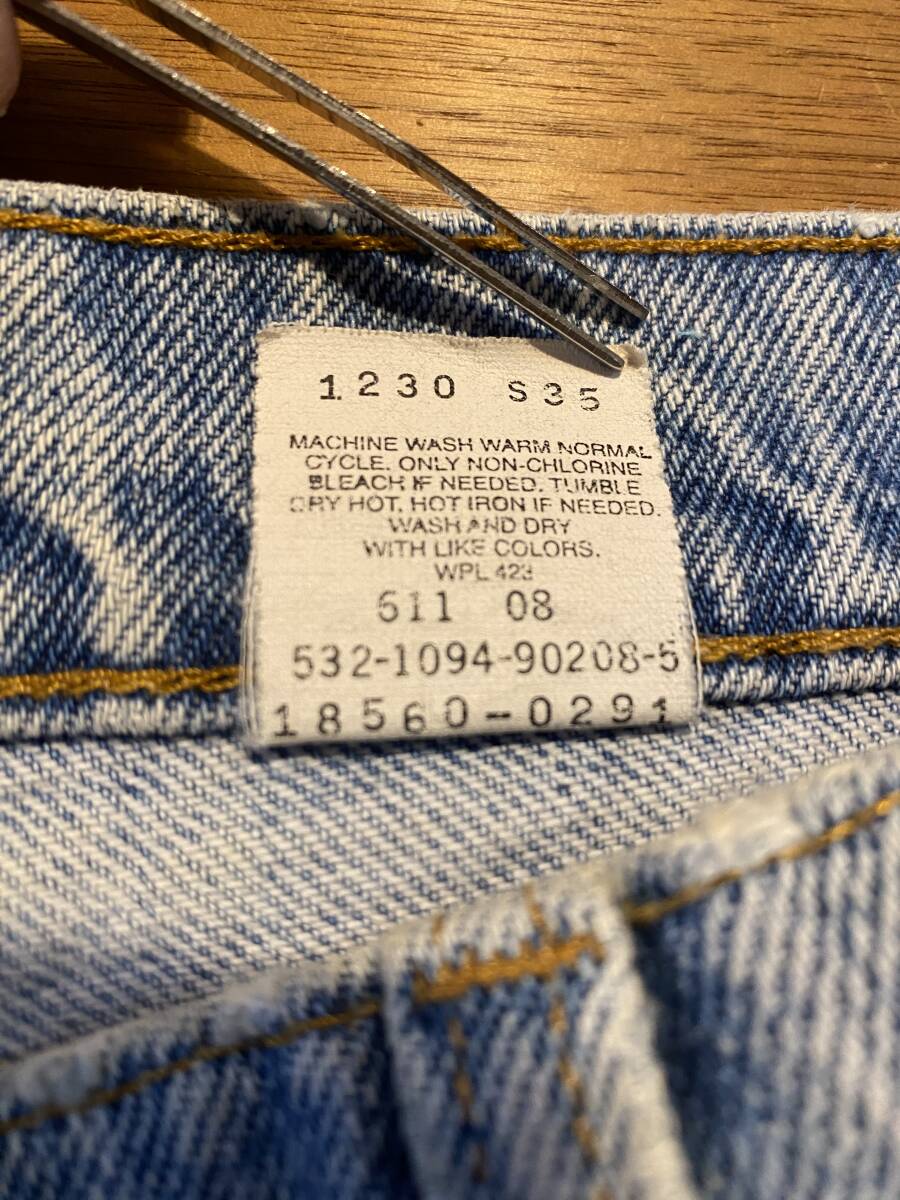 1230 S35
MACHINE WASH WARM NORMAL
CYCLE. ONLY NON-CHLORINE
BLEACH IF NEEDED. TUMBLE
DRY HOT. HOT IRON IF NEEDED.
WASH AND DRY
WITH LIKE COLORS.
WPL 423
611 08
532-1094-90208-5
18560-0291